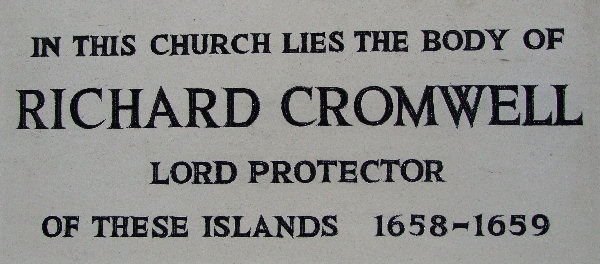 IN THIS CHURCH LIES THE BODY OF
RICHARD CROMWELL
LORD PROTECTOR
OF THESE ISLANDS 1658-1659